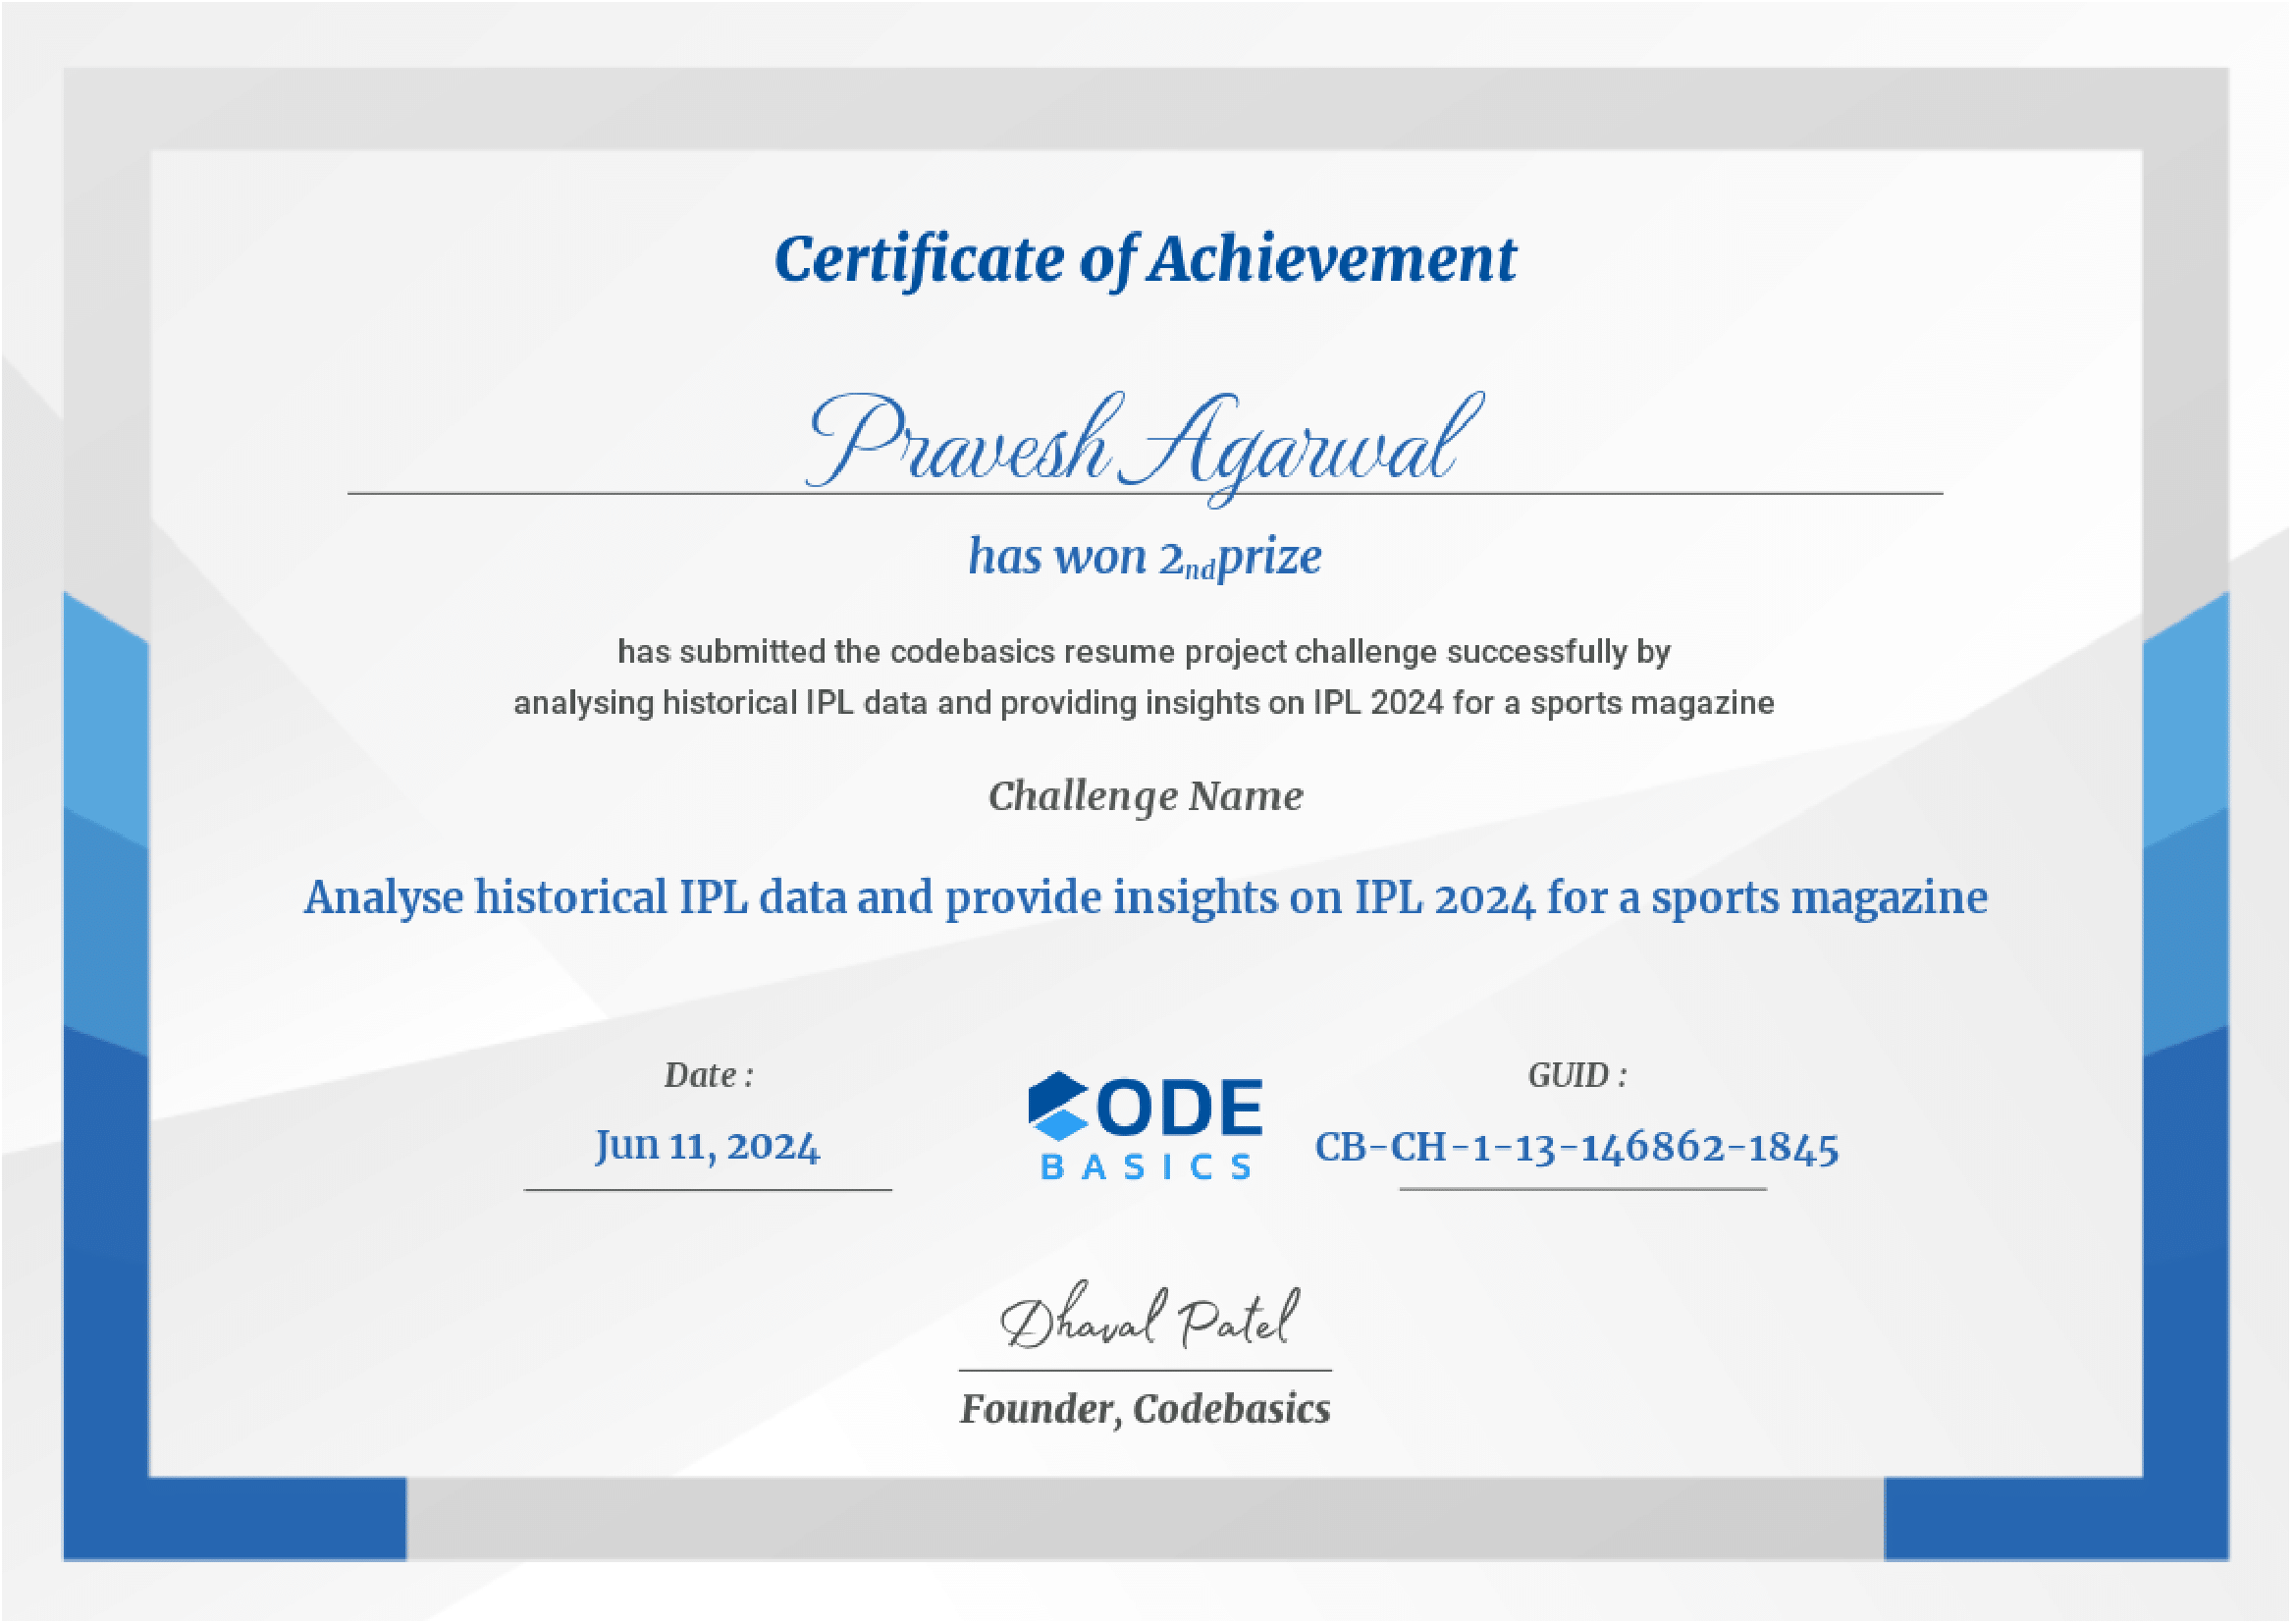 Certificate of Achievement
Pravesh Agarwal
has won 2nd prize
has submitted the codebasics resume project challenge successfully by
analysing historical IPL data and providing insights on IPL 2024 for a sports magazine
Challenge Name
Analyse historical IPL data and provide insights on IPL 2024 for a sports magazine
Date :
Jun 11, 2024
CODE
BASICS
GUID :
CB-CH-1-13-146862-1845
Dhaval Patel
Founder, Codebasics